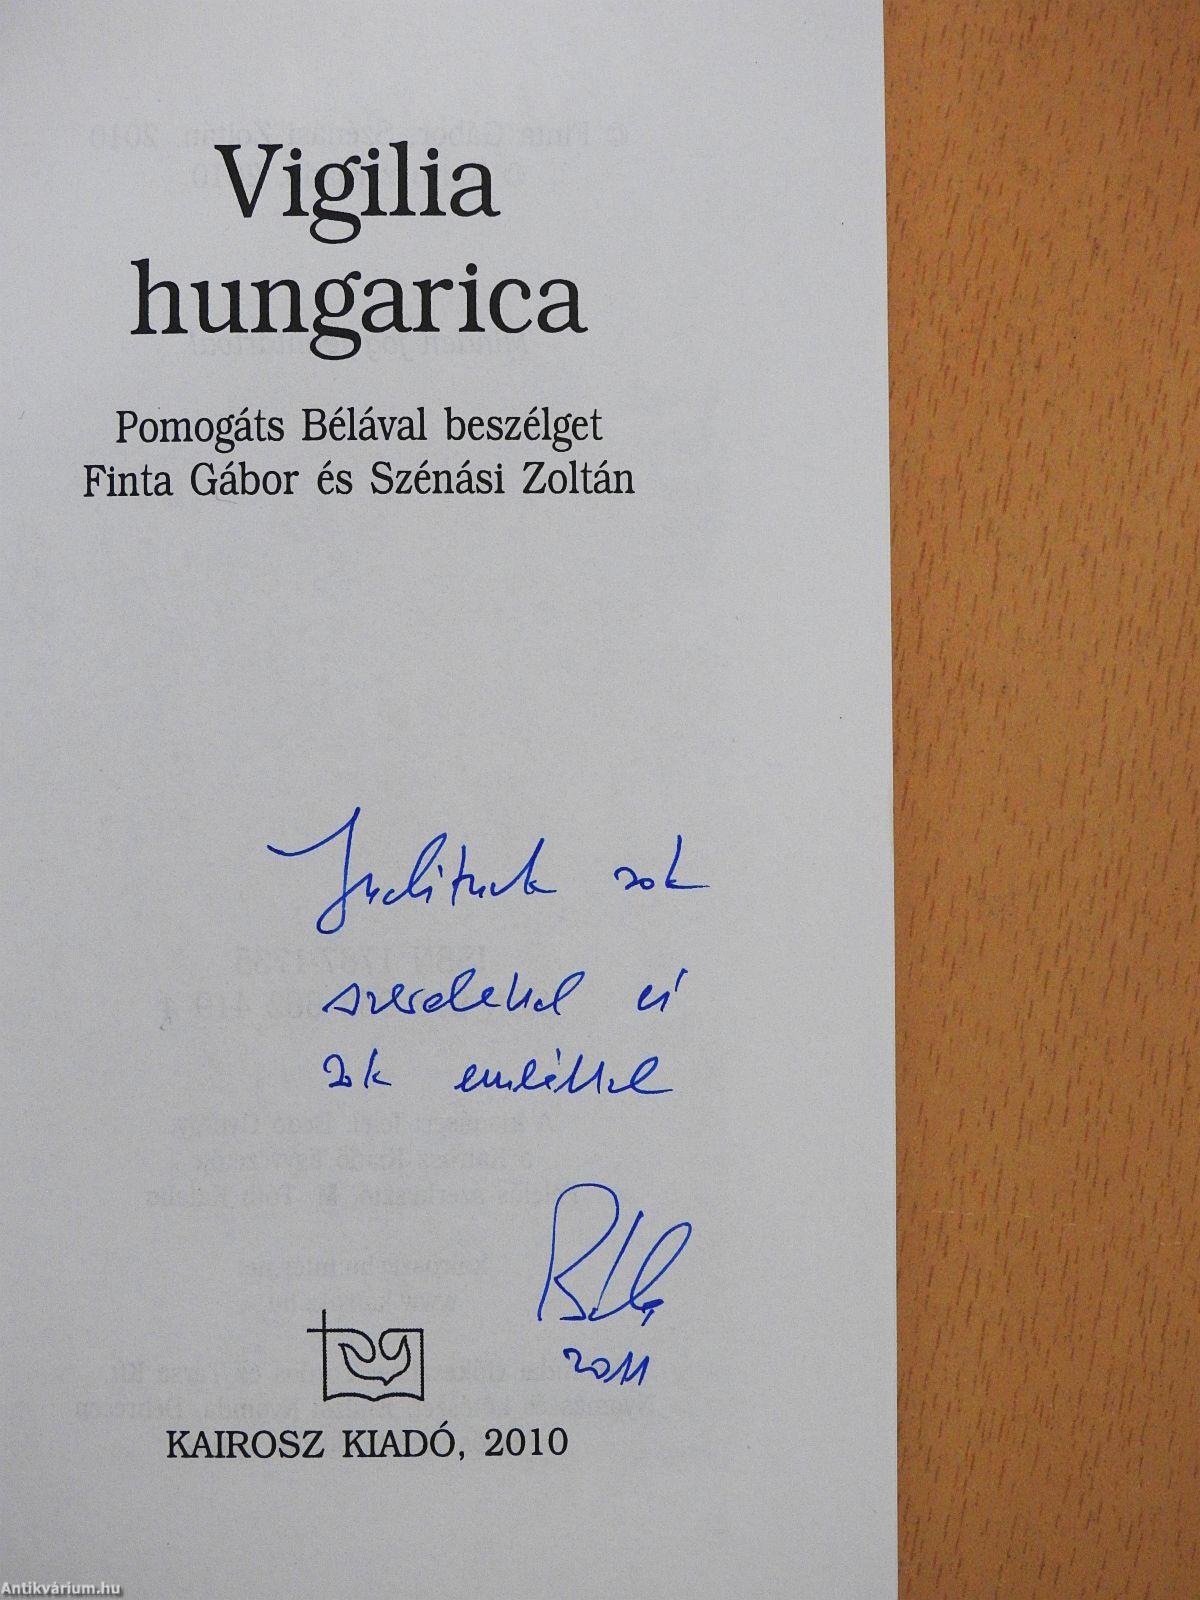 Vigilia
hungarica
Pomogáts Bélával beszélget
Finta Gábor és Szénási Zoltán
Juditnak sok
szeretettel és
sok emlékkel
Béla
2011
KAIROSZ KIADÓ, 2010
Antikvárium.hu